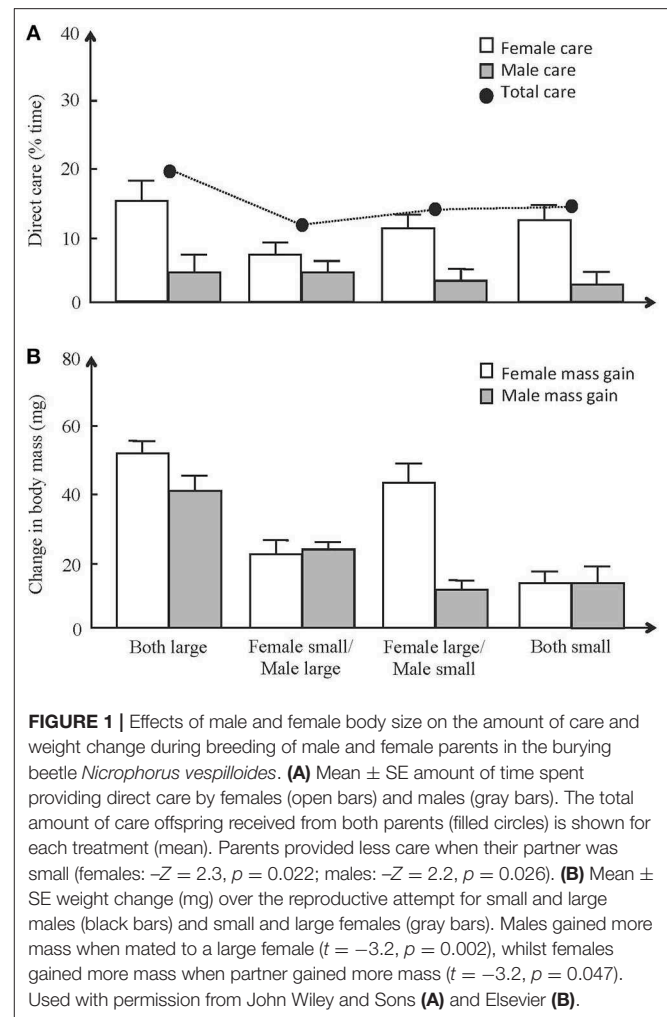 A
40
30
20
10
0
Direct care (% time)
Female care
Male care
Total care
B
80
60
40
20
0
Change in body mass (mg)
Female mass gain
Male mass gain
Both large
Female small/
Male large
Female large/
Male small
Both small
FIGURE 1 | Effects of male and female body size on the amount of care and
weight change during breeding of male and female parents in the burying
beetle Nicrophorus vespilloides. (A) Mean ± SE amount of time spent
providing direct care by females (open bars) and males (gray bars). The total
amount of care offspring received from both parents (filled circles) is shown for
each treatment (mean). Parents provided less care when their partner was
small (females: –Z = 2.3, p = 0.022; males: –Z = 2.2, p = 0.026). (B) Mean ±
SE weight change (mg) over the reproductive attempt for small and large
males (black bars) and small and large females (gray bars). Males gained more
mass when mated to a large female (t = −3.2, p = 0.002), whilst females
gained more mass when partner gained more mass (t = −3.2, p = 0.047).
Used with permission from John Wiley and Sons (A) and Elsevier (B).